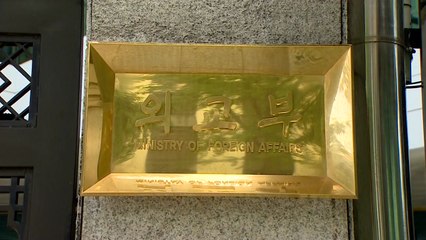 외교부
MINISTRY OF FOREIGN AFFAIRS